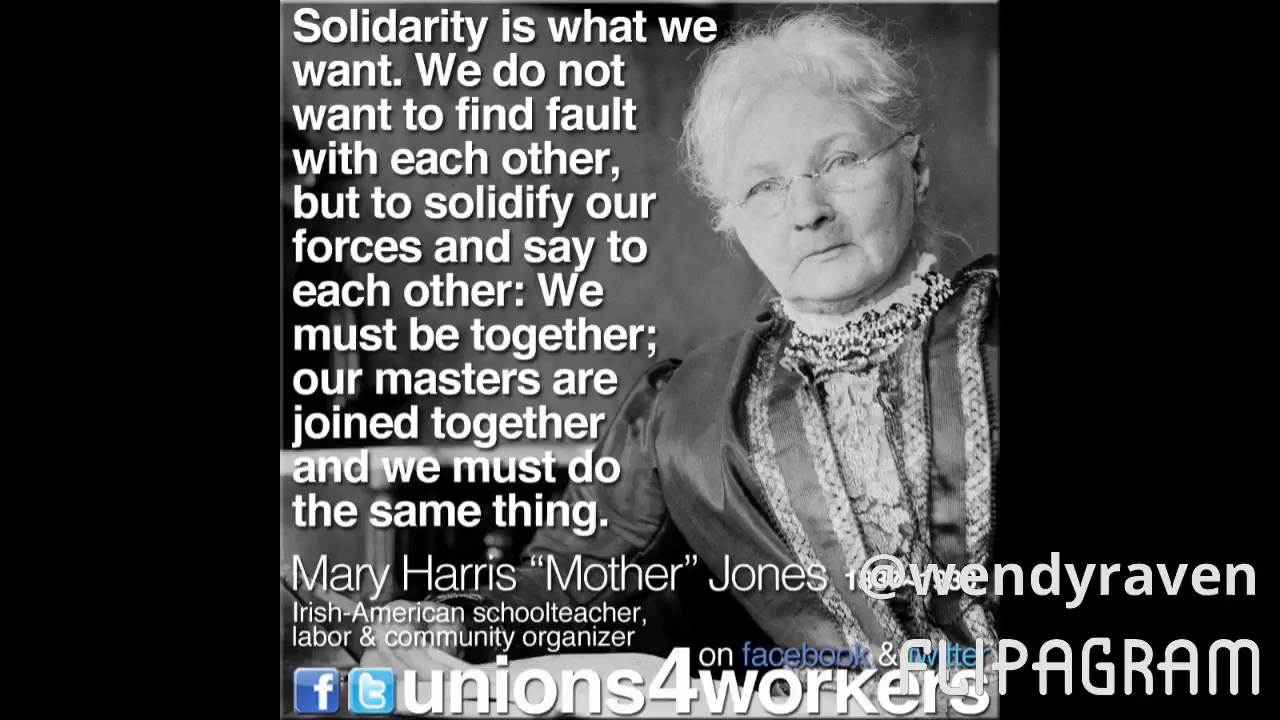 Solidarity is what we
want. We do not
want to find fault
with each other,
but to solidify our
forces and say to
each other: We
must be together;
our masters are
joined together
and we must do
the same thing.
Mary Harris “Mother” Jones
@wendyraven
Irish-American schoolteacher,
labor & community organizer
on facebook & twitter
FLIPAGRAM
unions4workers